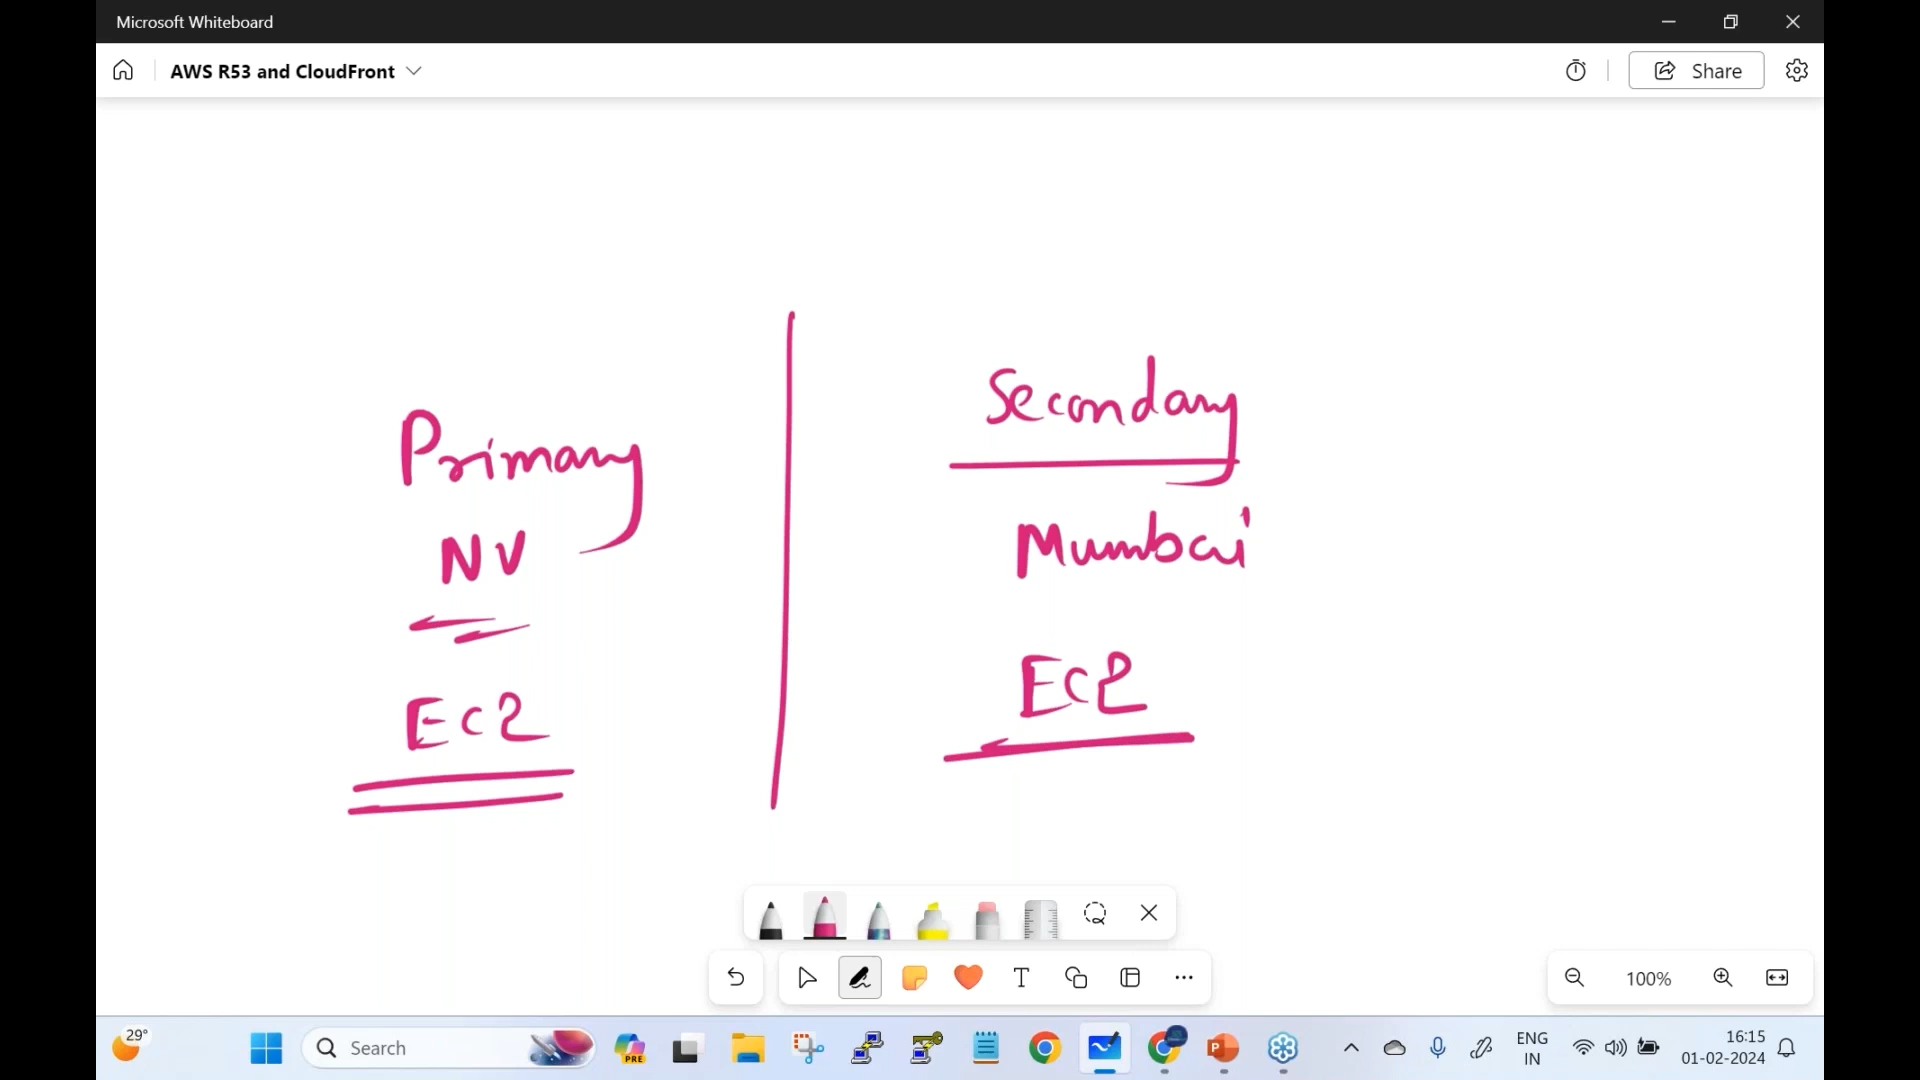 Microsoft Whiteboard
AWS R53 and CloudFront
Share
Primary
NV
EC2
Secondary
Mumbai
EC2
T
100%
29°
Search
PRE
ENG
IN
16:15
01-02-2024